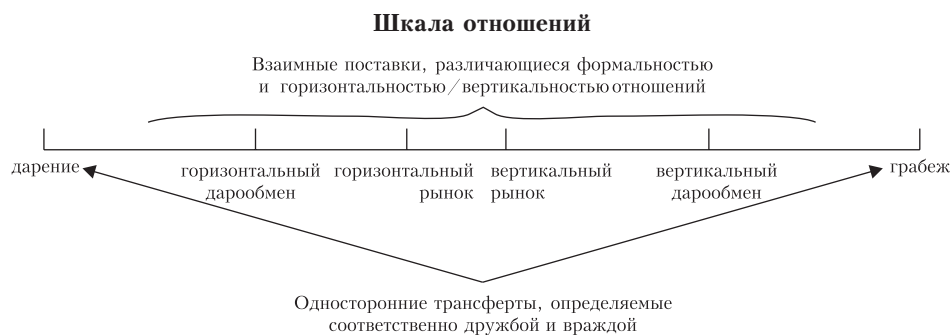 Шкала отношений
Взаимные поставки, различающиеся формальностью
и горизонтальностью/вертикальностью отношений
дарение
горизонтальный
дарообмен
горизонтальный
рынок
вертикальный
рынок
вертикальный
дарообмен
грабеж
Односторонние трансферты, определяемые
соответственно дружбой и враждой